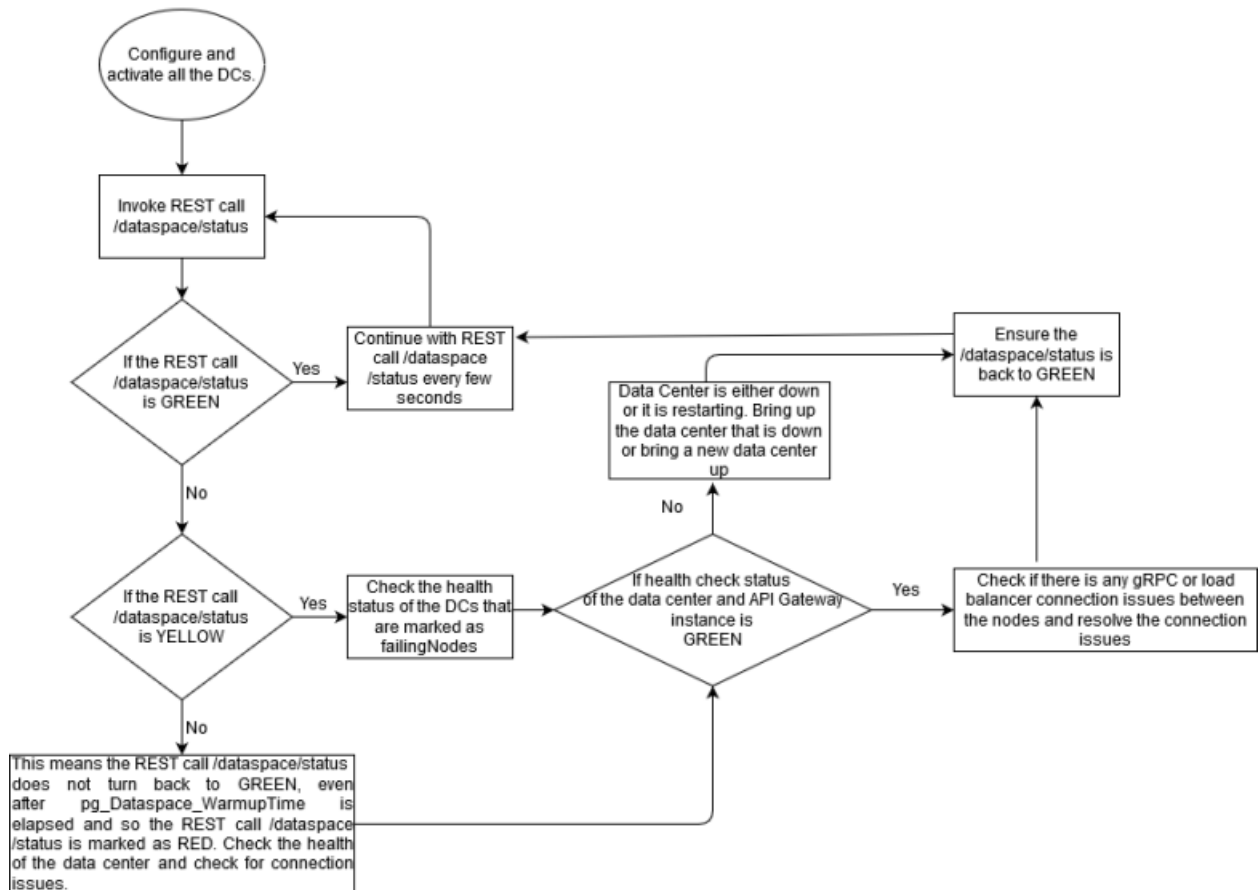 Configure and
activate all the DCs.
Invoke REST call
/dataspace/status
If the REST call
/dataspace/status
is GREEN
Yes
Continue with REST
call /dataspace
/status every few
seconds
No
If the REST call
/dataspace/status
is YELLOW
Yes
Check the health
status of the DCs that
are marked as
failingNodes
If health check status
of the data center and API Gateway
instance is
GREEN
No
Data Center is either down
or it is restarting. Bring up
the data center that is down
or bring a new data center
up
Yes
Check if there is any gRPC or load
balancer connection issues between
the nodes and resolve the connection
issues
Ensure the
/dataspace/status is
back to GREEN
No
This means the REST call /dataspace/status
does not turn back to GREEN, even
after pg_Dataspace_WarmupTime is
elapsed and so the REST call /dataspace
/status is marked as RED. Check the health
of the data center and check for connection
issues.